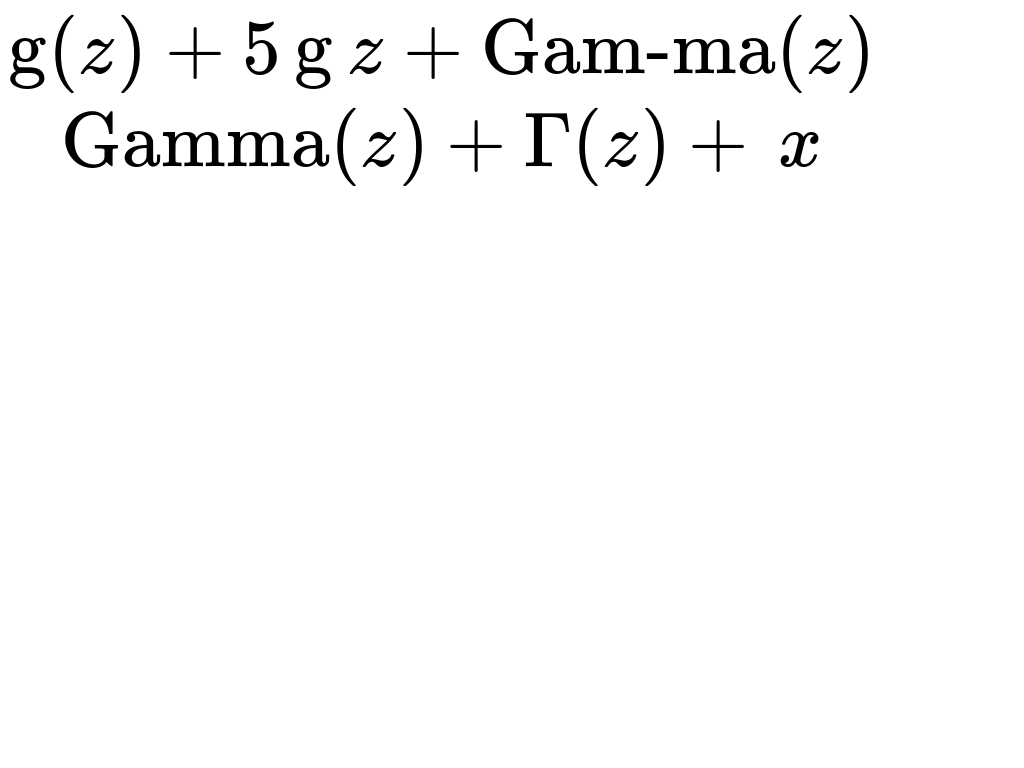 g(z) + 5 g z + Gam-ma(z)
Gamma(z) + Γ(z) + x